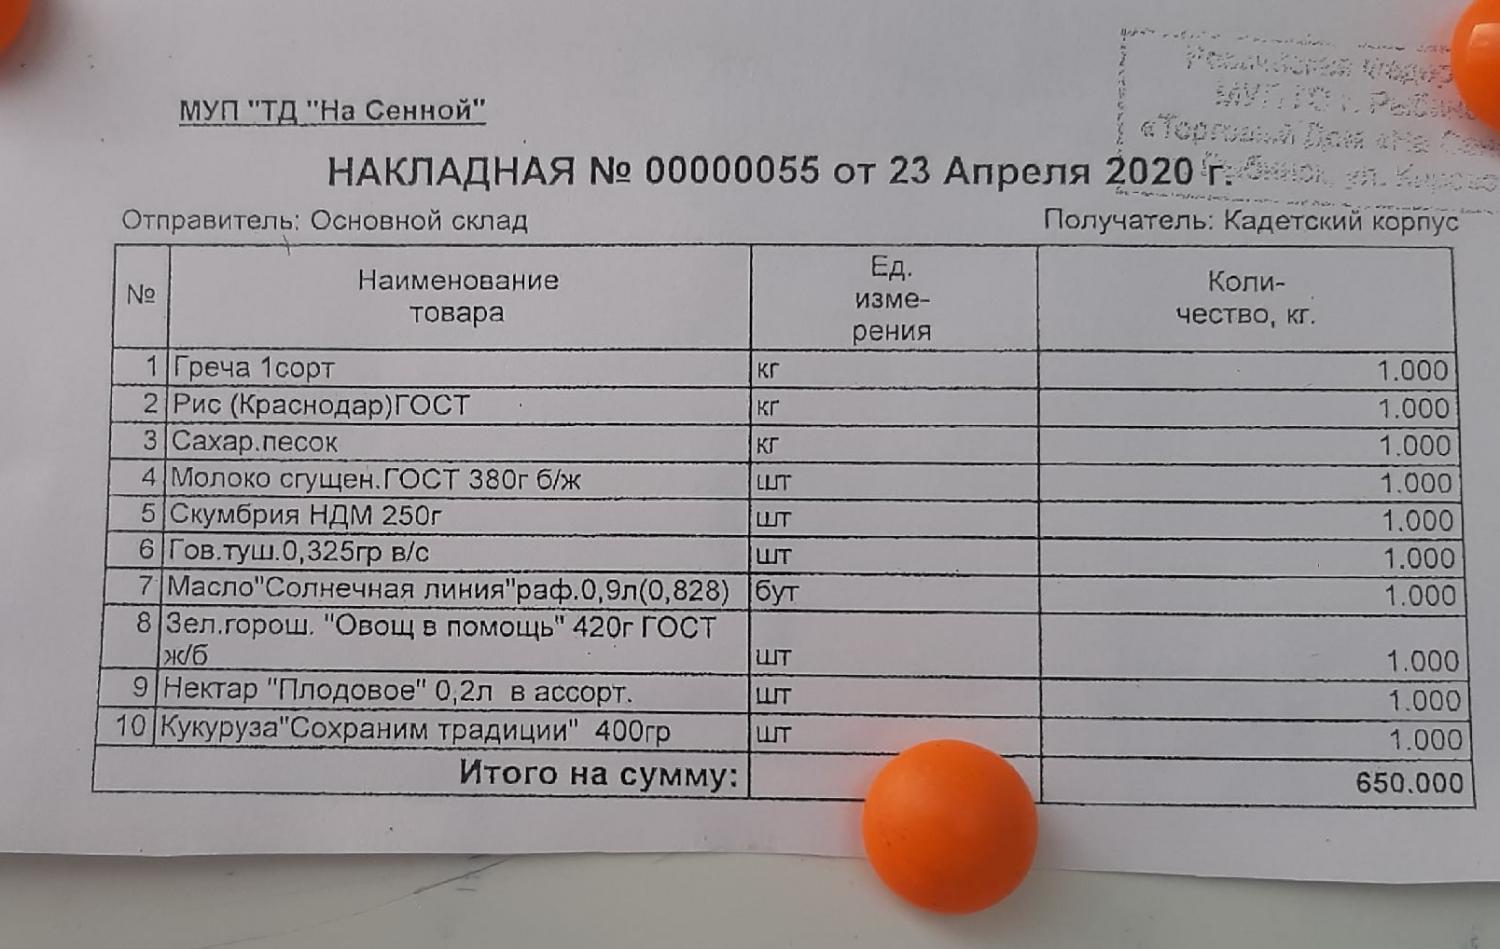 МУП "ТД "На Сенной"
НАКЛАДНАЯ № 00000055 от 23 Апреля 2020 г.
Отправитель: Основной склад Получатель: Кадетский корпус
№ Наименование товара Ед. изме- рения Коли- чество, кг.
1 Греча 1сорт кг 1.000
2 Рис (Краснодар)ГОСТ кг 1.000
3 Сахар.песок кг 1.000
4 Молоко сгущен.ГОСТ 380г б/ж шт 1.000
5 Скумбрия НДМ 250г шт 1.000
6 Гов.туш.0,325гр в/с шт 1.000
7 Масло"Солнечная линия"раф.0,9л(0,828) бут 1.000
8 Зел.горош. "Овощ в помощь" 420г ГОСТ
ж/б шт 1.000
9 Нектар "Плодовое" 0,2л в ассорт. шт 1.000
10 Кукуруза"Сохраним традиции" 400гр шт 1.000
Итого на сумму: 650.000